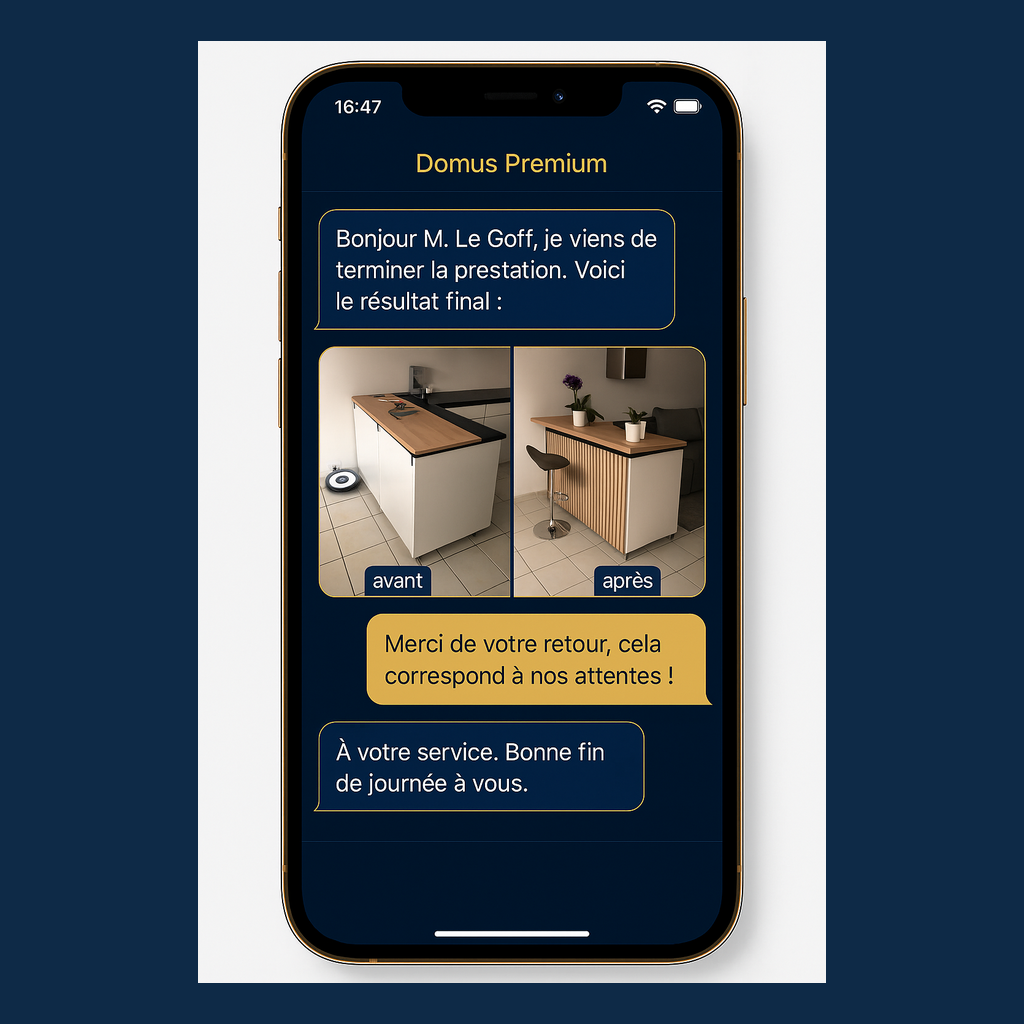 16:47
Domus Premium
Bonjour M. Le Goff, je viens de
terminer la prestation. Voici
le résultat final :
avant
après
Merci de votre retour, cela
correspond à nos attentes !
À votre service. Bonne fin
de journée à vous.